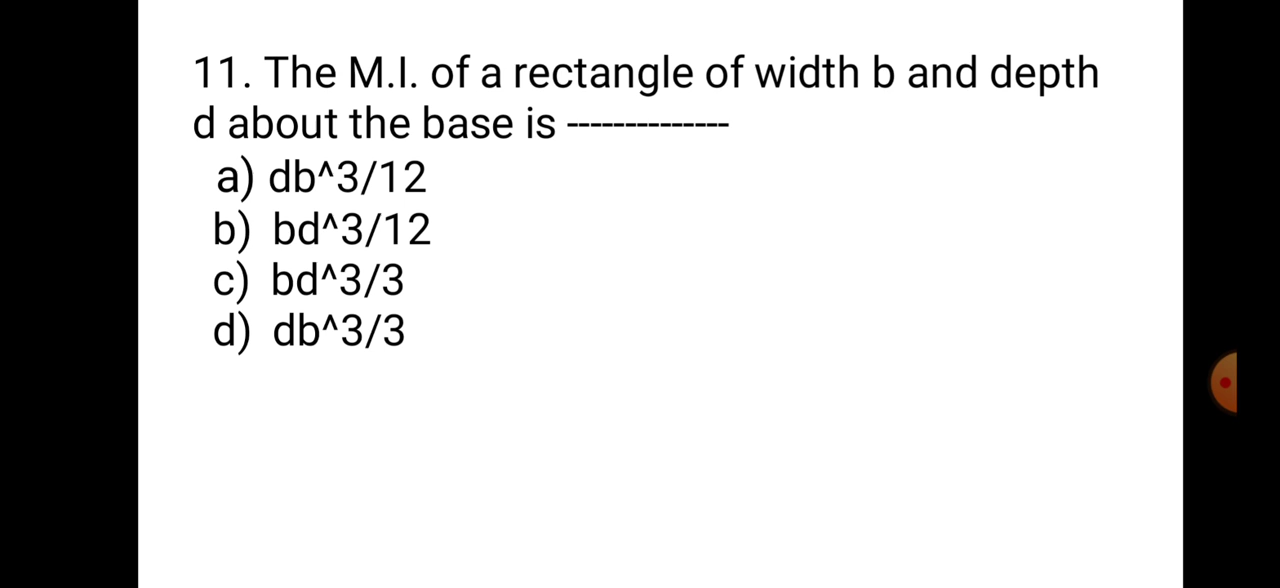 11. The M.I. of a rectangle of width b and depth
d about the base is --------------
a) db^3/12
b) bd^3/12
c) bd^3/3
d) db^3/3